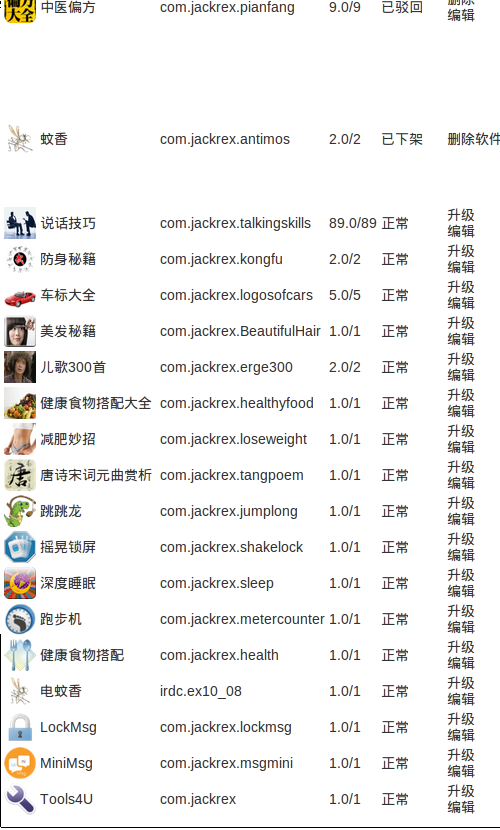 删除
中医偏方 com.jackrex.pianfang 9.0/9 已驳回
编辑
蚊香 com.jackrex.antimos 2.0/2 已下架 删除软件
升级
说话技巧 com.jackrex.talkingskills 89.0/89 正常
编辑
升级
防身秘籍 com.jackrex.kongfu 2.0/2 正常
编辑
升级
车标大全 com.jackrex.logosofcars 5.0/5 正常
编辑
升级
美发秘籍 com.jackrex.BeautifulHair 1.0/1 正常
编辑
升级
儿歌300首 com.jackrex.erge300 2.0/2 正常
编辑
升级
健康食物搭配大全 com.jackrex.healthyfood 1.0/1 正常
编辑
升级
减肥妙招 com.jackrex.loseweight 1.0/1 正常
编辑
升级
唐诗宋词元曲赏析 com.jackrex.tangpoem 1.0/1 正常
编辑
升级
跳跳龙 com.jackrex.jumplong 1.0/1 正常
编辑
升级
摇晃锁屏 com.jackrex.shakelock 1.0/1 正常
编辑
升级
深度睡眠 com.jackrex.sleep 1.0/1 正常
编辑
升级
跑步机 com.jackrex.metercounter 1.0/1 正常
编辑
升级
健康食物搭配 com.jackrex.health 1.0/1 正常
编辑
升级
电蚊香 irdc.ex10_08 1.0/1 正常
编辑
升级
LockMsg com.jackrex.lockmsg 1.0/1 正常
编辑
升级
MiniMsg com.jackrex.msgmini 1.0/1 正常
编辑
升级
Tools4U com.jackrex 1.0/1 正常
编辑